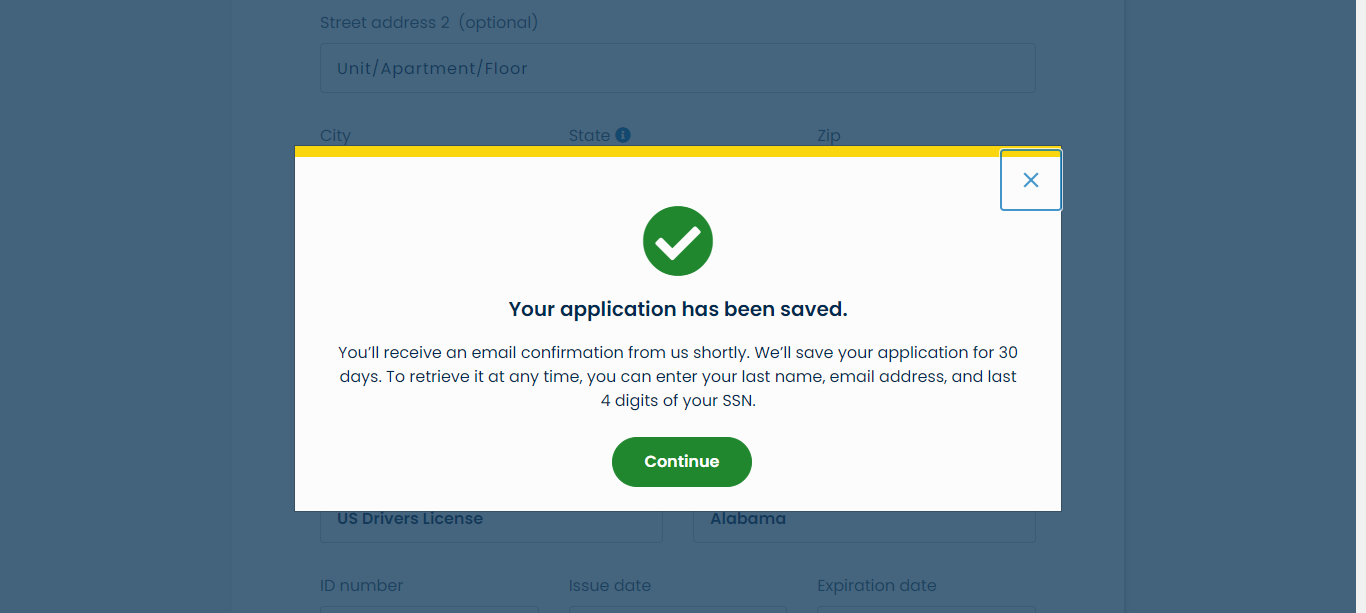 Street address 2 (optional)
Unit/Apartment/Floor
City State Zip
Your application has been saved.
You’ll receive an email confirmation from us shortly. We’ll save your application for 30
days. To retrieve it at any time, you can enter your last name, email address, and last
4 digits of your SSN.
Continue
US Drivers License Alabama
ID number Issue date Expiration date